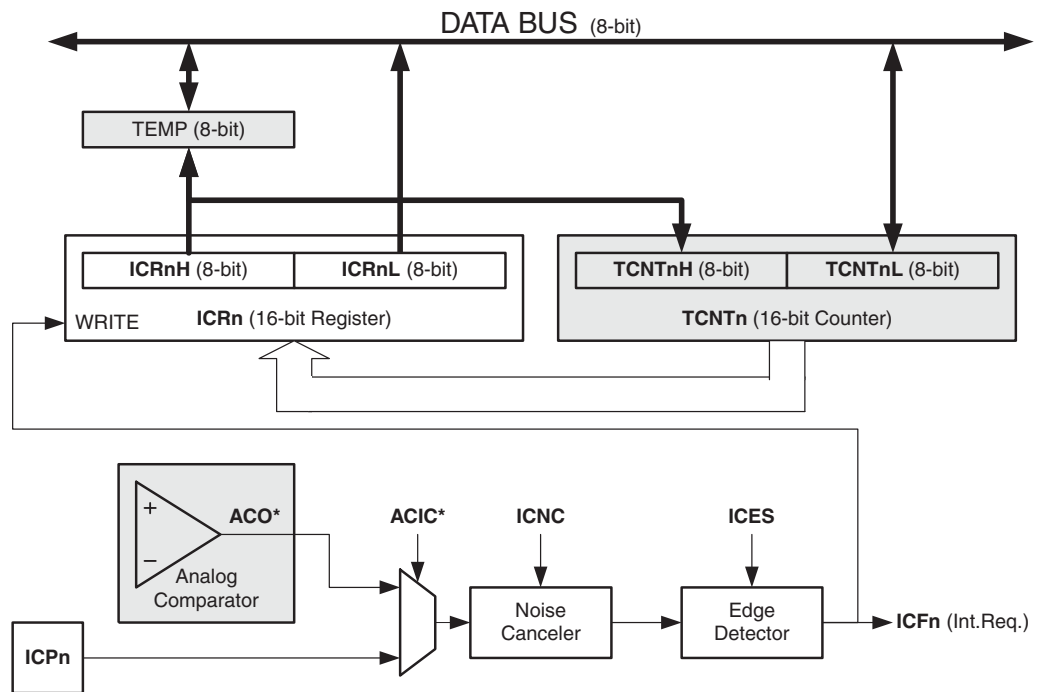 DATA BUS (8-bit)
TEMP (8-bit)
ICRnH (8-bit) ICRnL (8-bit) TCNTnH (8-bit) TCNTnL (8-bit)
WRITE ICRn (16-bit Register) TCNTn (16-bit Counter)
+
−
ACO* ACIC* ICNC ICES
Analog
Comparator
Noise
Canceler
Edge
Detector
ICFn (Int.Req.)
ICPn